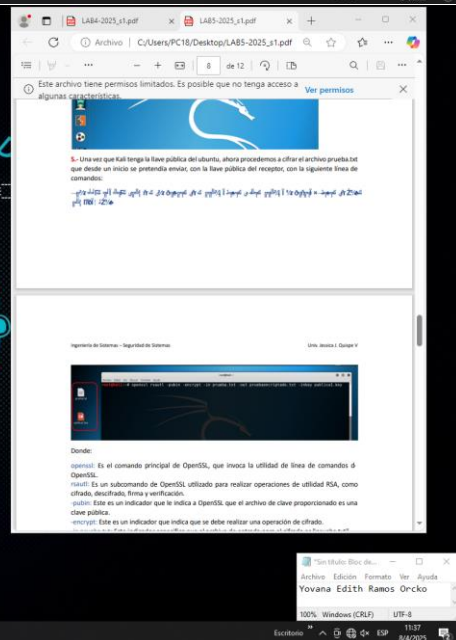 LAB4-2025_s1.pdf
LAB5-2025_s1.pdf
Archivo
C:/Users/PC18/Desktop/LAB5-2025_s1.pdf
8
de 12
Este archivo tiene permisos limitados. Es posible que no tenga acceso a
algunas características.
Ver permisos
5.- Una vez que Kali tenga la llave pública del ubuntu, ahora procedemos a cifrar el archivo prueba.txt
que desde un inicio se pretendía enviar, con la llave pública del receptor, con la siguiente línea de
comandos:
Ingeniería de Sistemas – Seguridad de Sistemas
Univ. Jessica J. Quispe V
Donde:
openssl: Es el comando principal de OpenSSL, que invoca la utilidad de línea de comandos d
OpenSSL.
rsautl: Es un subcomando de OpenSSL utilizado para realizar operaciones de utilidad RSA, como
cifrado, descifrado, firma y verificación.
-pubin: Este es un indicador que le indica a OpenSSL que el archivo de clave proporcionado es una
clave pública.
-encrypt: Este es un indicador que indica que se debe realizar una operación de cifrado.
*Sin título: Bloc de...
Archivo Edición Formato Ver Ayuda
Yovana Edith Ramos Orcko
100% Windows (CRLF) UTF-8
Escritorio
ESP
11:37
8/4/2025